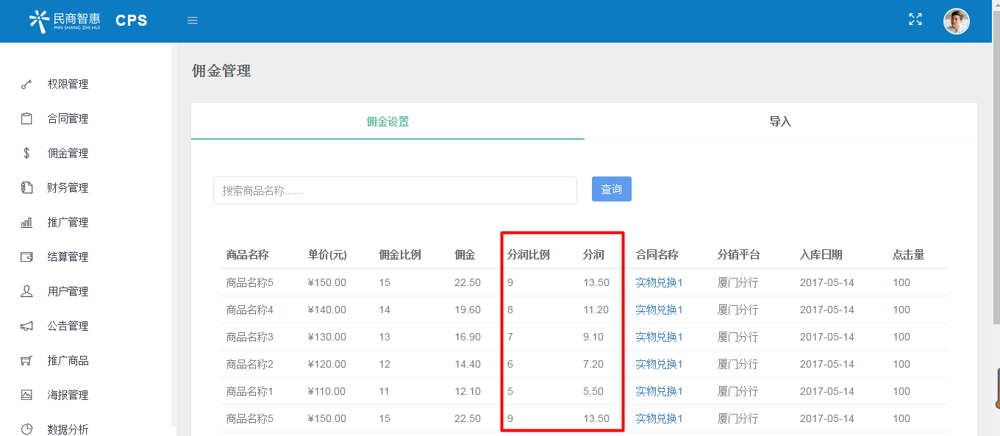 民商智惠 CPS
MIN SHANG ZHI HUI
权限管理
合同管理
佣金管理
财务管理
推广管理
结算管理
用户管理
公告管理
推广商品
海报管理
数据分析
佣金管理
佣金设置 导入
搜索商品名称...... 查询
商品名称 单价(元) 佣金比例 佣金 分润比例 分润 合同名称 分销平台 入库日期 点击量
商品名称5 ¥150.00 15 22.50 9 13.50 实物兑换1 厦门分行 2017-05-14 100
商品名称4 ¥140.00 14 19.60 8 11.20 实物兑换1 厦门分行 2017-05-14 100
商品名称3 ¥130.00 13 16.90 7 9.10 实物兑换1 厦门分行 2017-05-14 100
商品名称2 ¥120.00 12 14.40 6 7.20 实物兑换1 厦门分行 2017-05-14 100
商品名称1 ¥110.00 11 12.10 5 5.50 实物兑换1 厦门分行 2017-05-14 100
商品名称5 ¥150.00 15 22.50 9 13.50 实物兑换1 厦门分行 2017-05-14 100